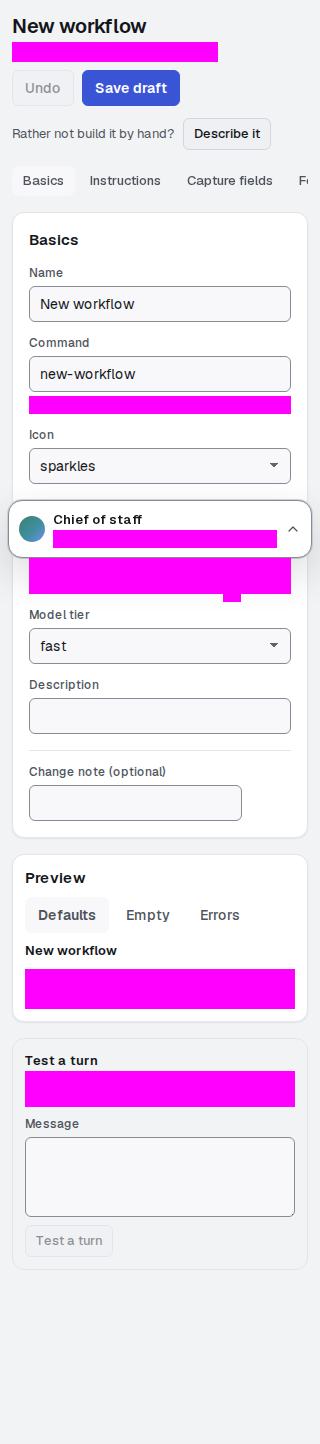 New workflow
Undo
Save draft
Rather not build it by hand?
Describe it
Basics
Instructions
Capture fields
Basics
Name
New workflow
Command
new-workflow
Icon
sparkles
Chief of staff
Model tier
fast
Description
Change note (optional)
Preview
Defaults
Empty
Errors
New workflow
Test a turn
Message
Test a turn